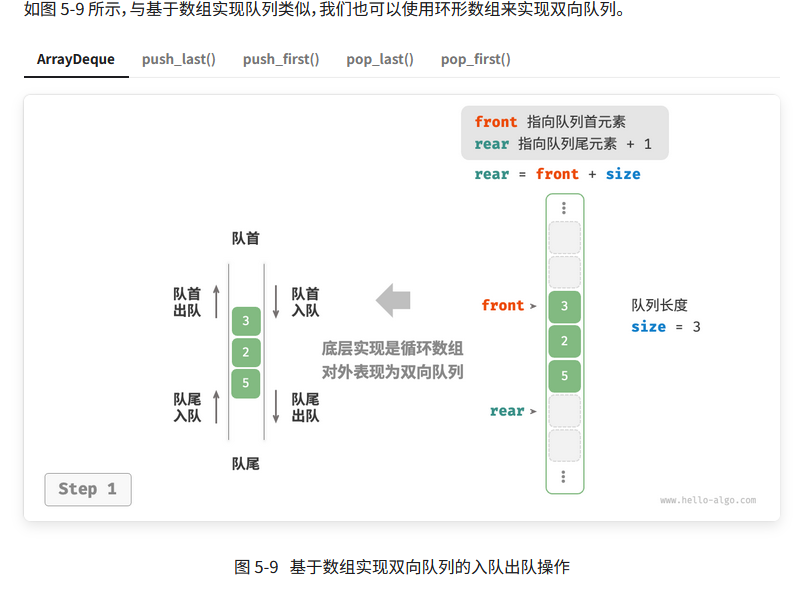 如图 5-9 所示，与基于数组实现队列类似，我们也可以使用环形数组来实现双向队列。
ArrayDeque push_last() push_first() pop_last() pop_first()
front 指向队列首元素
rear 指向队列尾元素 + 1
rear = front + size
队首
队首
出队
队首
入队
3
2
5
队尾
入队
队尾
出队
队尾
底层实现是循环数组
对外表现为双向队列
front
3
2
5
rear
队列长度
size = 3
Step 1
www.hello-algo.com
图 5-9 基于数组实现双向队列的入队出队操作